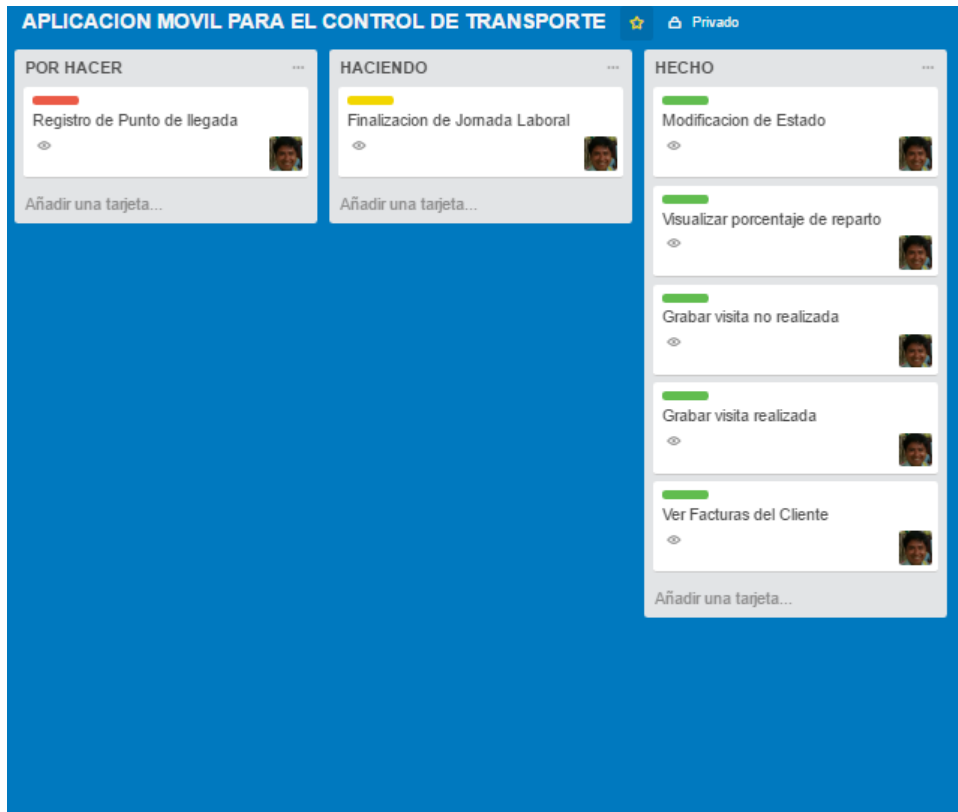 APLICACION MOVIL PARA EL CONTROL DE TRANSPORTE
Privado
POR HACER
Registro de Punto de llegada
Añadir una tarjeta...
HACIENDO
Finalizacion de Jornada Laboral
Añadir una tarjeta...
HECHO
Modificacion de Estado
Visualizar porcentaje de reparto
Grabar visita no realizada
Grabar visita realizada
Ver Facturas del Cliente
Añadir una tarjeta...